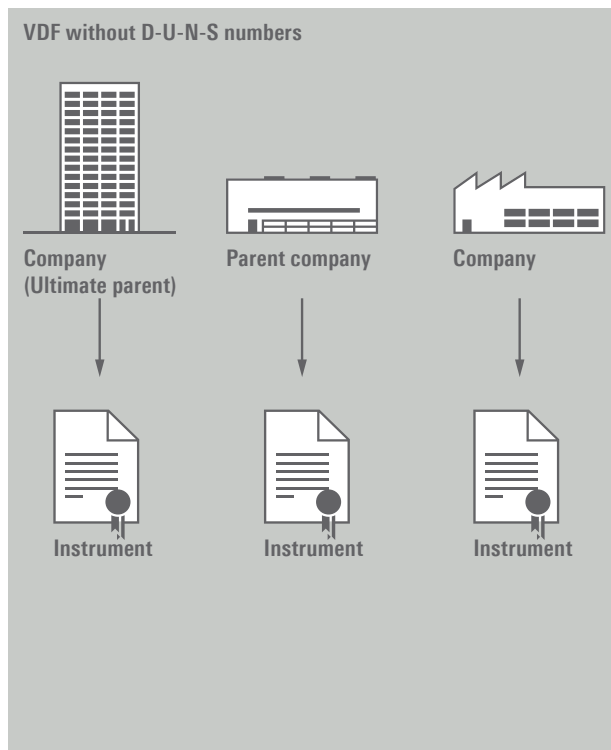 VDF without D-U-N-S numbers
Company
(Ultimate parent)
Parent company
Company
Instrument
Instrument
Instrument